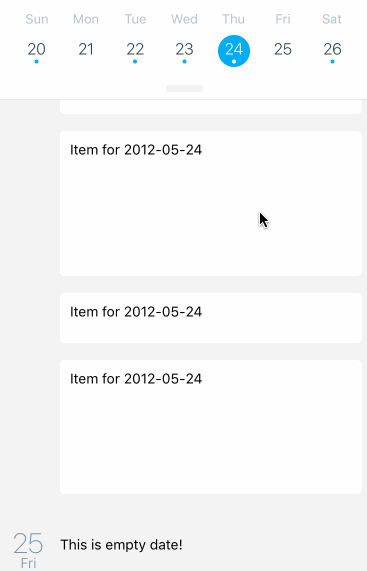 Sun Mon Tue Wed Thu Fri Sat
20 21 22 23 24 25 26
Item for 2012-05-24
Item for 2012-05-24
Item for 2012-05-24
25 This is empty date!
Fri